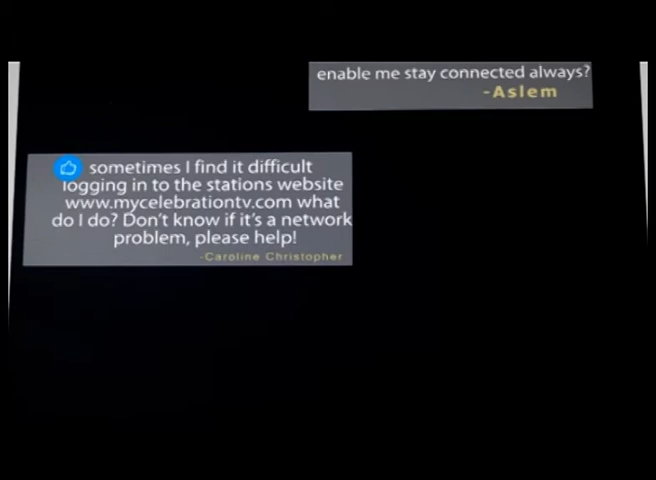 enable me stay connected always?
-Aslem
sometimes I find it difficult
logging in to the stations website
www.mycelebrationtv.com what
do I do? Don't know if it's a network
problem, please help!
-Caroline Christopher